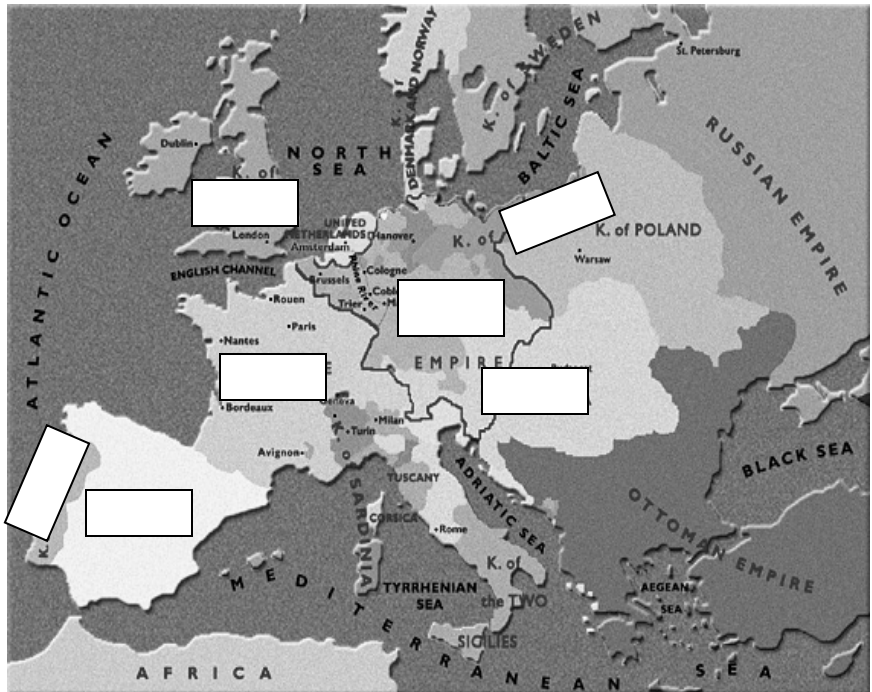 St. Petersburg
K. of SWEDEN
K. of DENMARK AND NORWAY
BALTIC SEA
RUSSIAN EMPIRE
ATLANTIC OCEAN
Dublin
NORTH
SEA
K. of
London
UNITED
NETHERLANDS
Amsterdam
Hanover
K. of
K. of POLAND
Warsaw
ENGLISH CHANNEL
Brussels
Rhine River
Cologne
Trier
Rouen
Paris
Nantes
EMPIRE
E
Bordeaux
Geneva
Milan
Turin
Avignon
K. of SARDINIA
TUSCANY
CORSICA
ADRIATIC SEA
Rome
BLACK SEA
OTTOMAN EMPIRE
K.
K. of
the TWO
SICILIES
TYRRHENIAN
SEA
AEGEAN
SEA
MEDITERRANEAN SEA
AFRICA